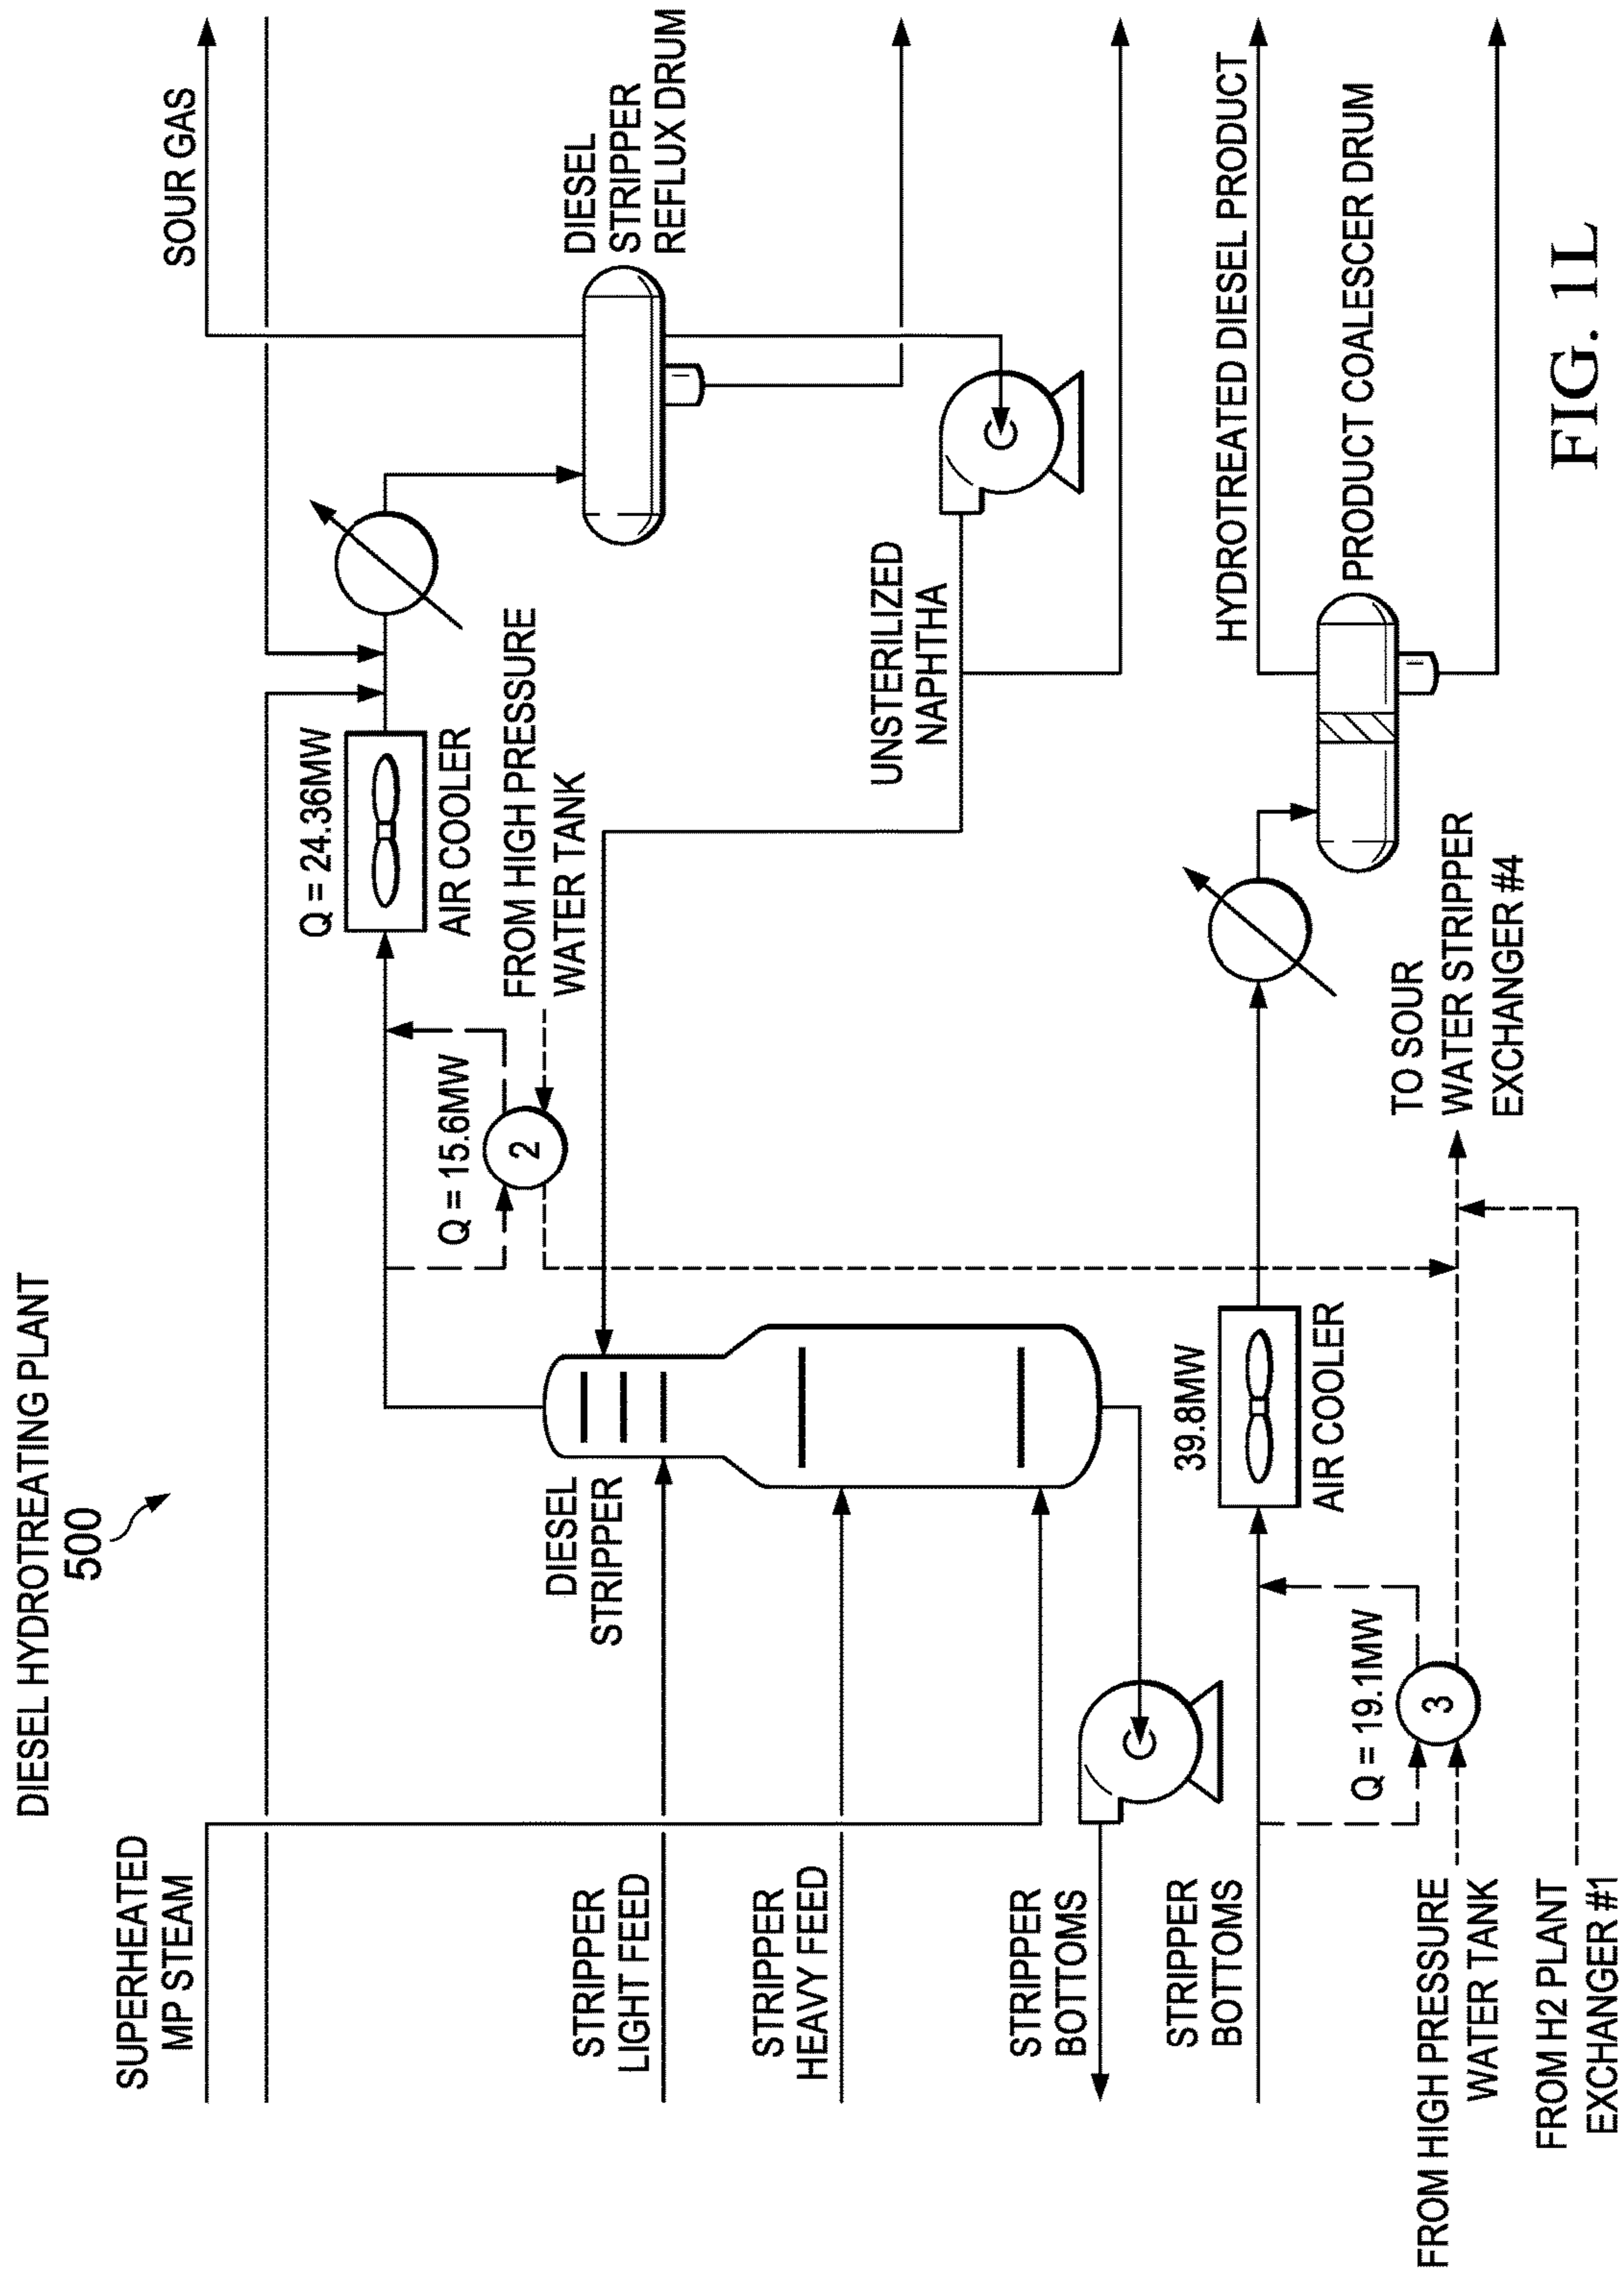 DIESEL HYDROTREATING PLANT
500
SUPERHEATED
MP STEAM
SOUR GAS
Q = 24.36MW
AIR COOLER
Q = 15.6MW
2
FROM HIGH PRESSURE
WATER TANK
DIESEL
STRIPPER
REFLUX DRUM
DIESEL
STRIPPER
STRIPPER
LIGHT FEED
STRIPPER
HEAVY FEED
UNSTERILIZED
NAPHTHA
STRIPPER
BOTTOMS
STRIPPER
BOTTOMS
39.8MW
AIR COOLER
HYDROTREATED DIESEL PRODUCT
PRODUCT COALESCER DRUM
Q = 19.1MW
3
TO SOUR
WATER STRIPPER
EXCHANGER #4
FROM HIGH PRESSURE
WATER TANK
FROM H2 PLANT
EXCHANGER #1
FIG. 1L